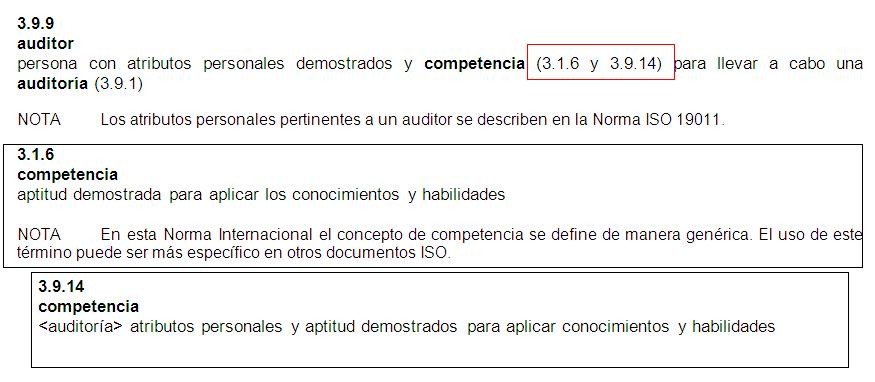 3.9.9
auditor
persona con atributos personales demostrados y competencia (3.1.6 y 3.9.14) para llevar a cabo una
auditoría (3.9.1)
NOTA Los atributos personales pertinentes a un auditor se describen en la Norma ISO 19011.
3.1.6
competencia
aptitud demostrada para aplicar los conocimientos y habilidades
NOTA En esta Norma Internacional el concepto de competencia se define de manera genérica. El uso de este
término puede ser más específico en otros documentos ISO.
3.9.14
competencia
<auditoría> atributos personales y aptitud demostrados para aplicar conocimientos y habilidades